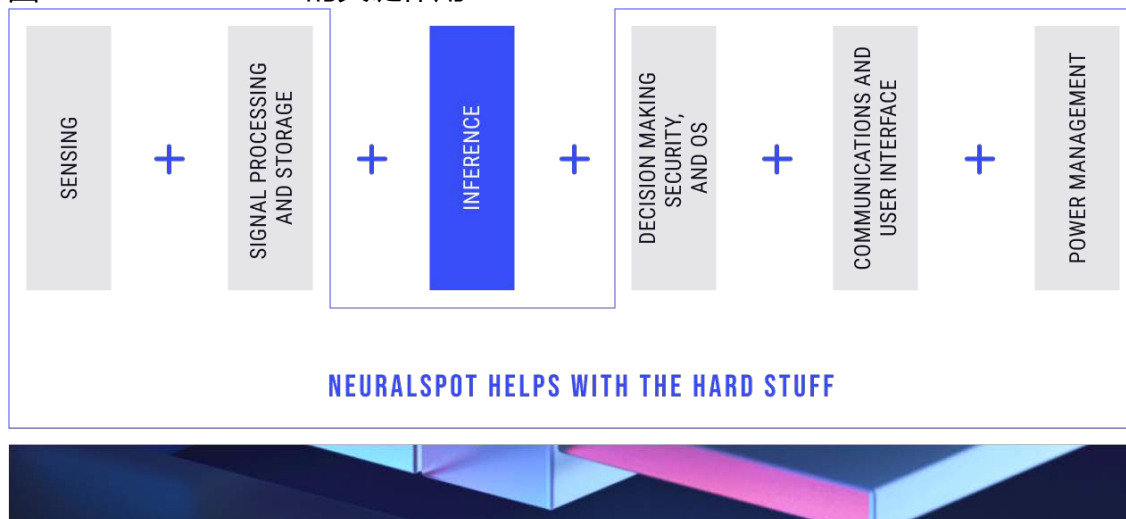 SENSING
+
SIGNAL PROCESSING
AND STORAGE
+
INFERENCE
+
DECISION MAKING
SECURITY,
AND OS
+
COMMUNICATIONS AND
USER INTERFACE
+
POWER MANAGEMENT
NEURALSPOT HELPS WITH THE HARD STUFF